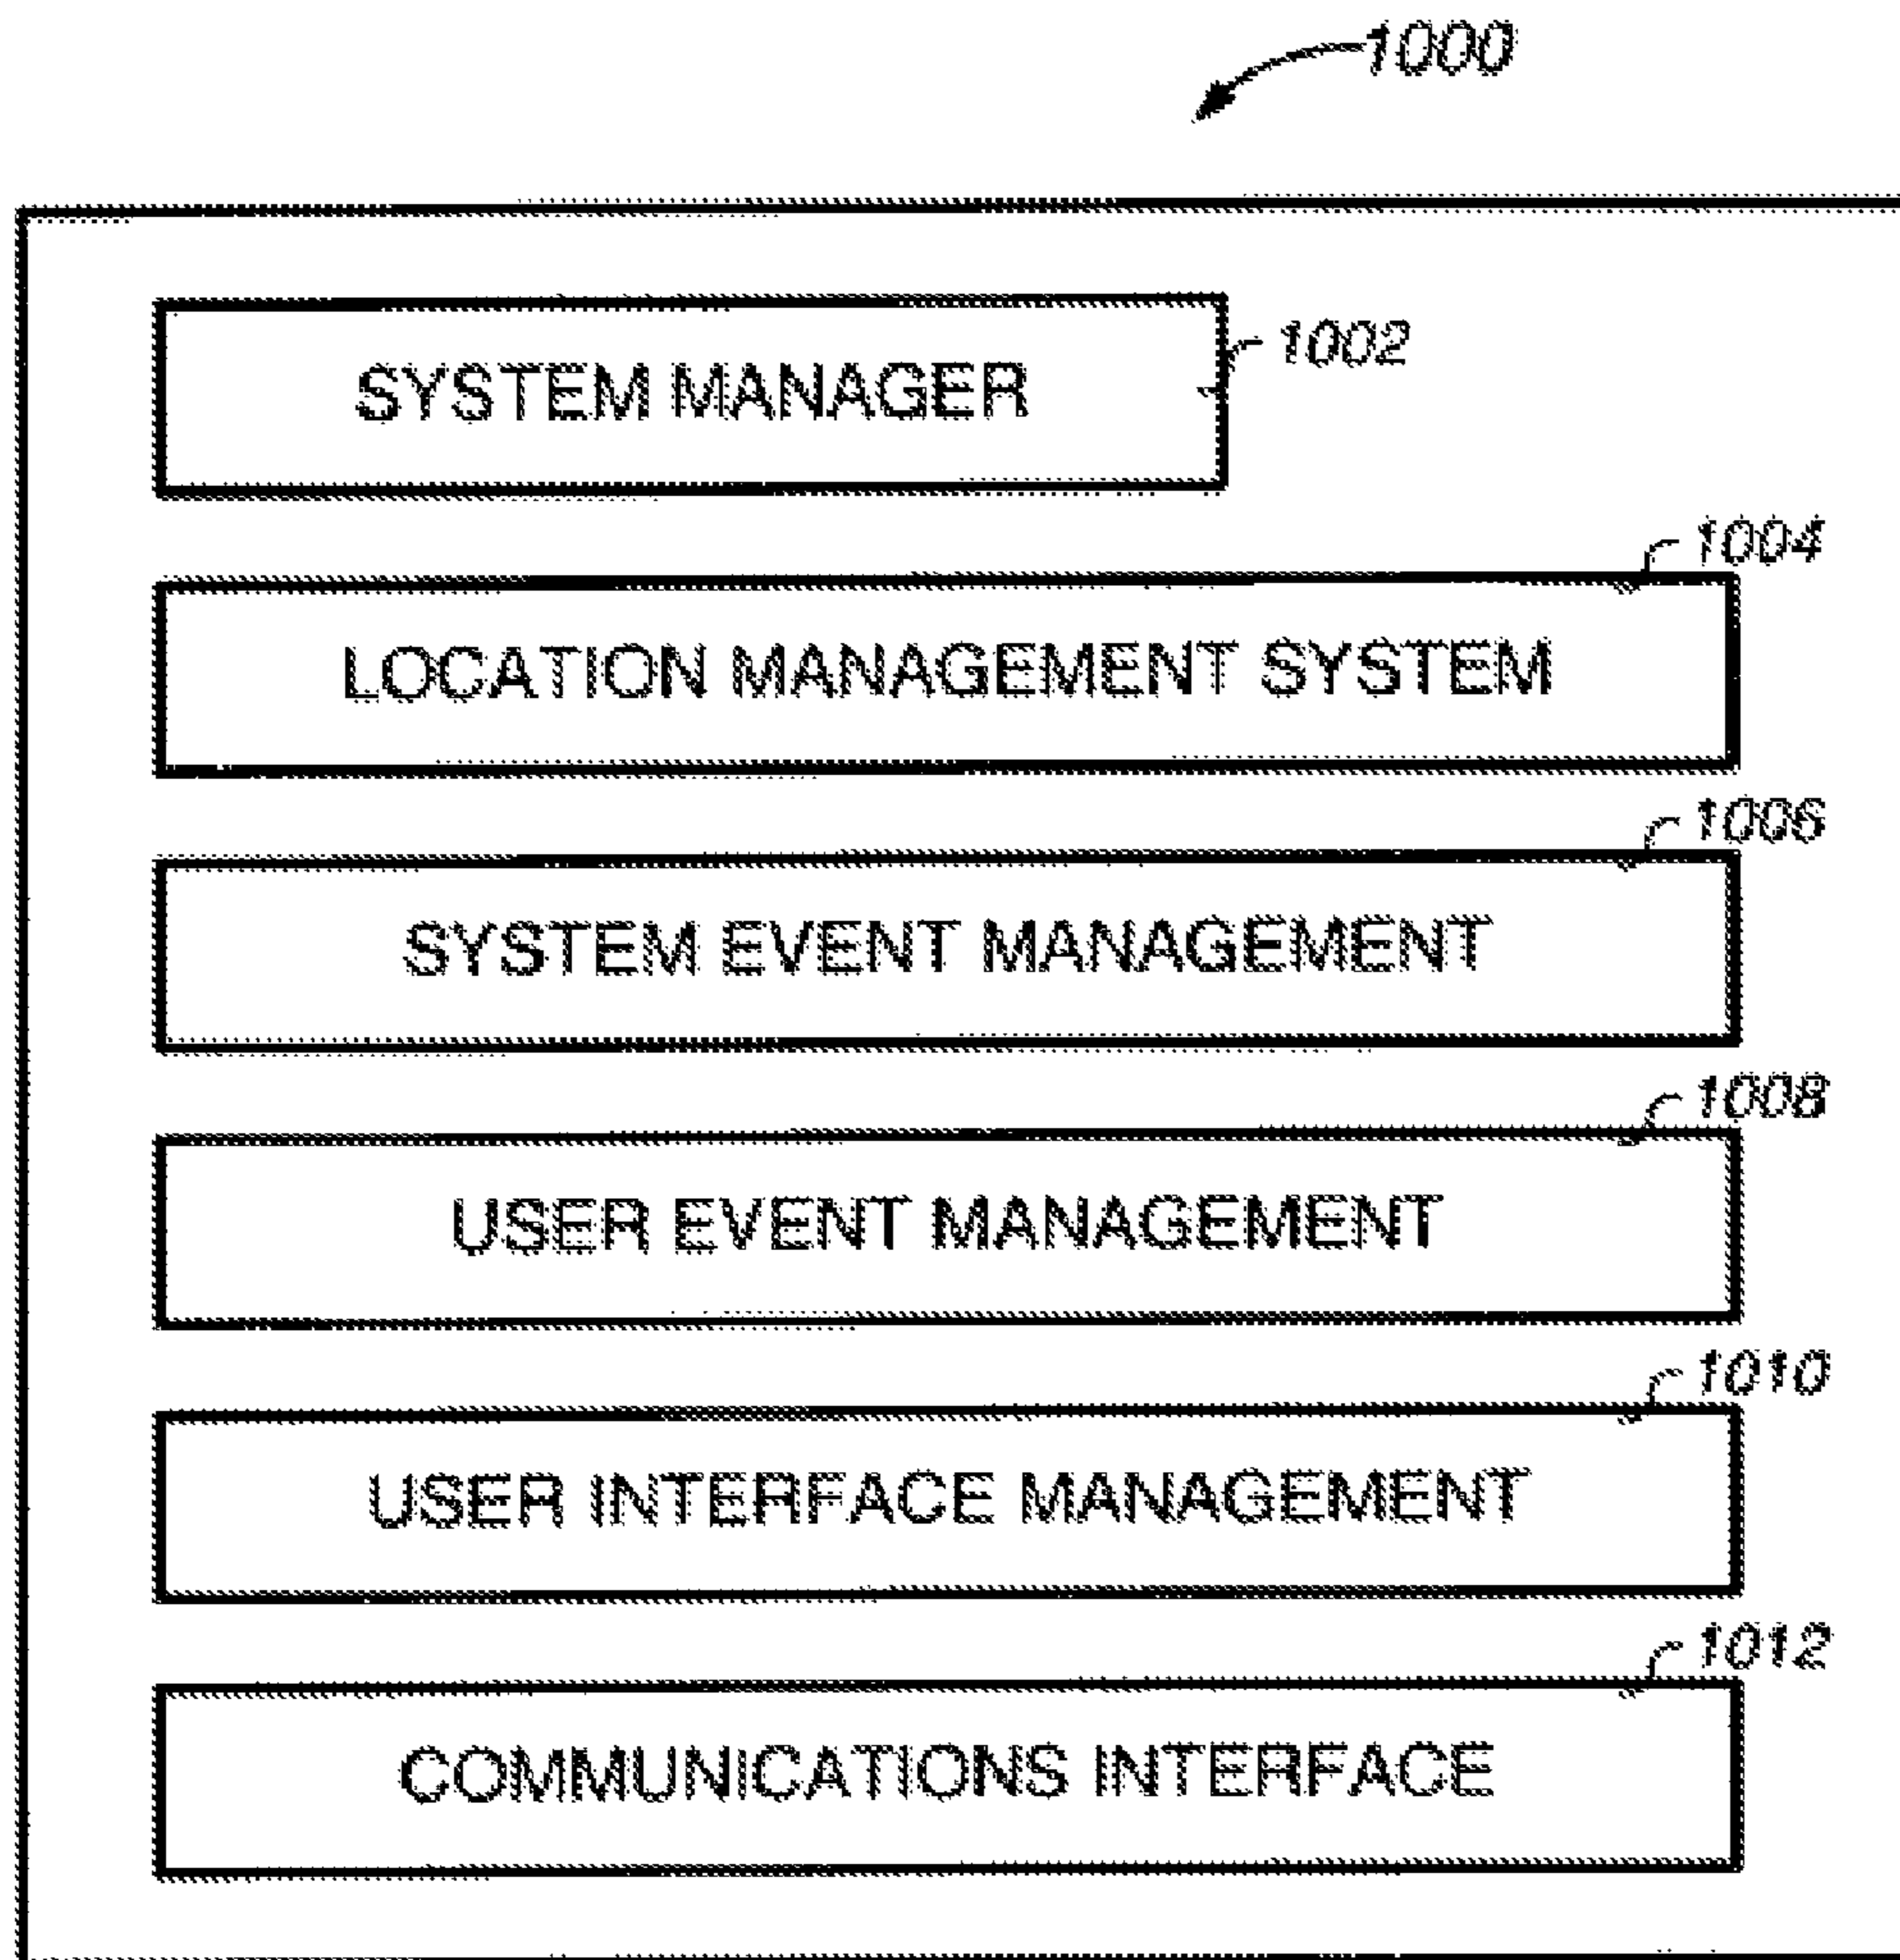 1000
SYSTEM MANAGER
1002
1004
LOCATION MANAGEMENT SYSTEM
1006
SYSTEM EVENT MANAGEMENT
1008
USER EVENT MANAGEMENT
1010
USER INTERFACE MANAGEMENT
1012
COMMUNICATIONS INTERFACE